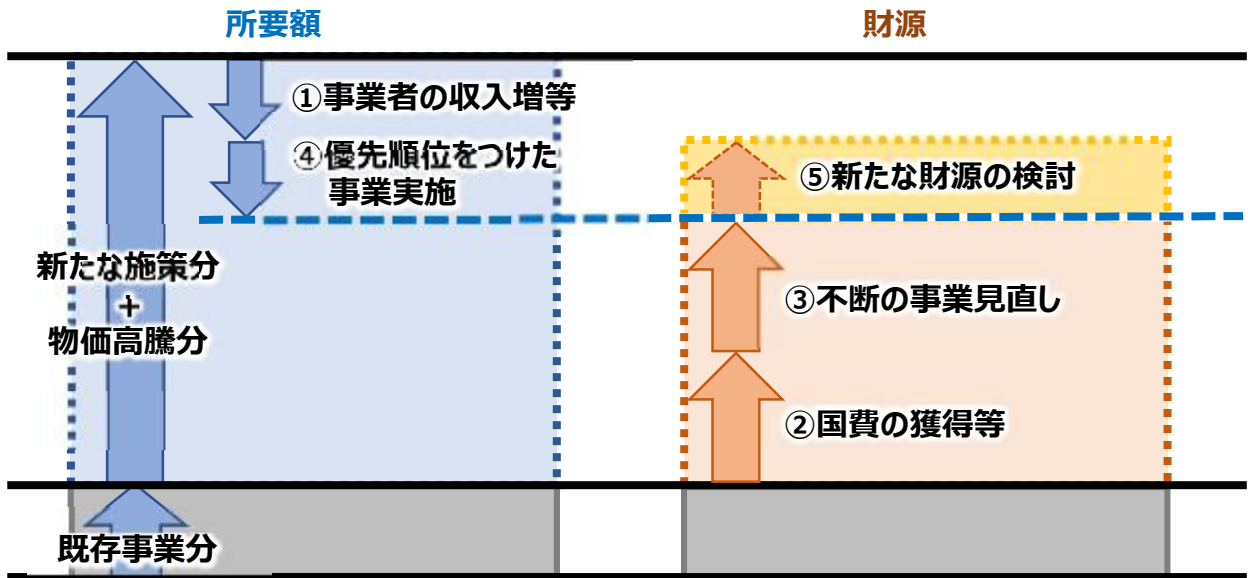 所要額
財源
①事業者の収入増等
④優先順位をつけた
事業実施
⑤新たな財源の検討
新たな施策分
+
物価高騰分
③不断の事業見直し
②国費の獲得等
既存事業分